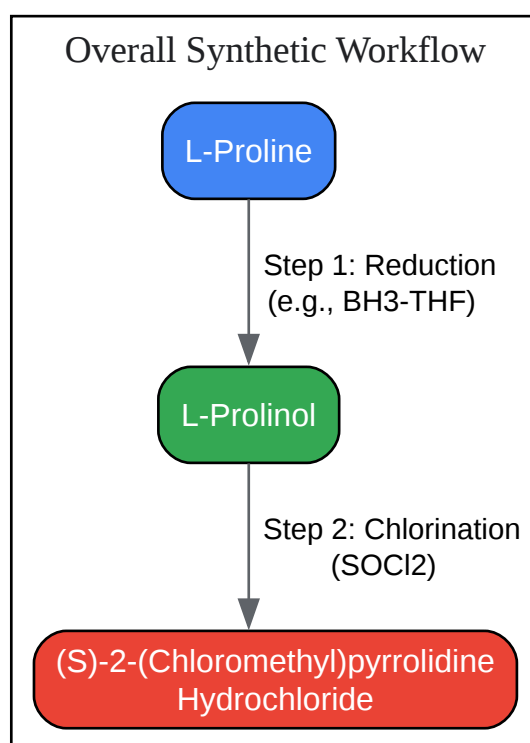 Overall Synthetic Workflow
L-Proline
Step 1: Reduction
(e.g., BH3-THF)
L-Prolinol
Step 2: Chlorination
(SOCl2)
(S)-2-(Chloromethyl)pyrrolidine
Hydrochloride